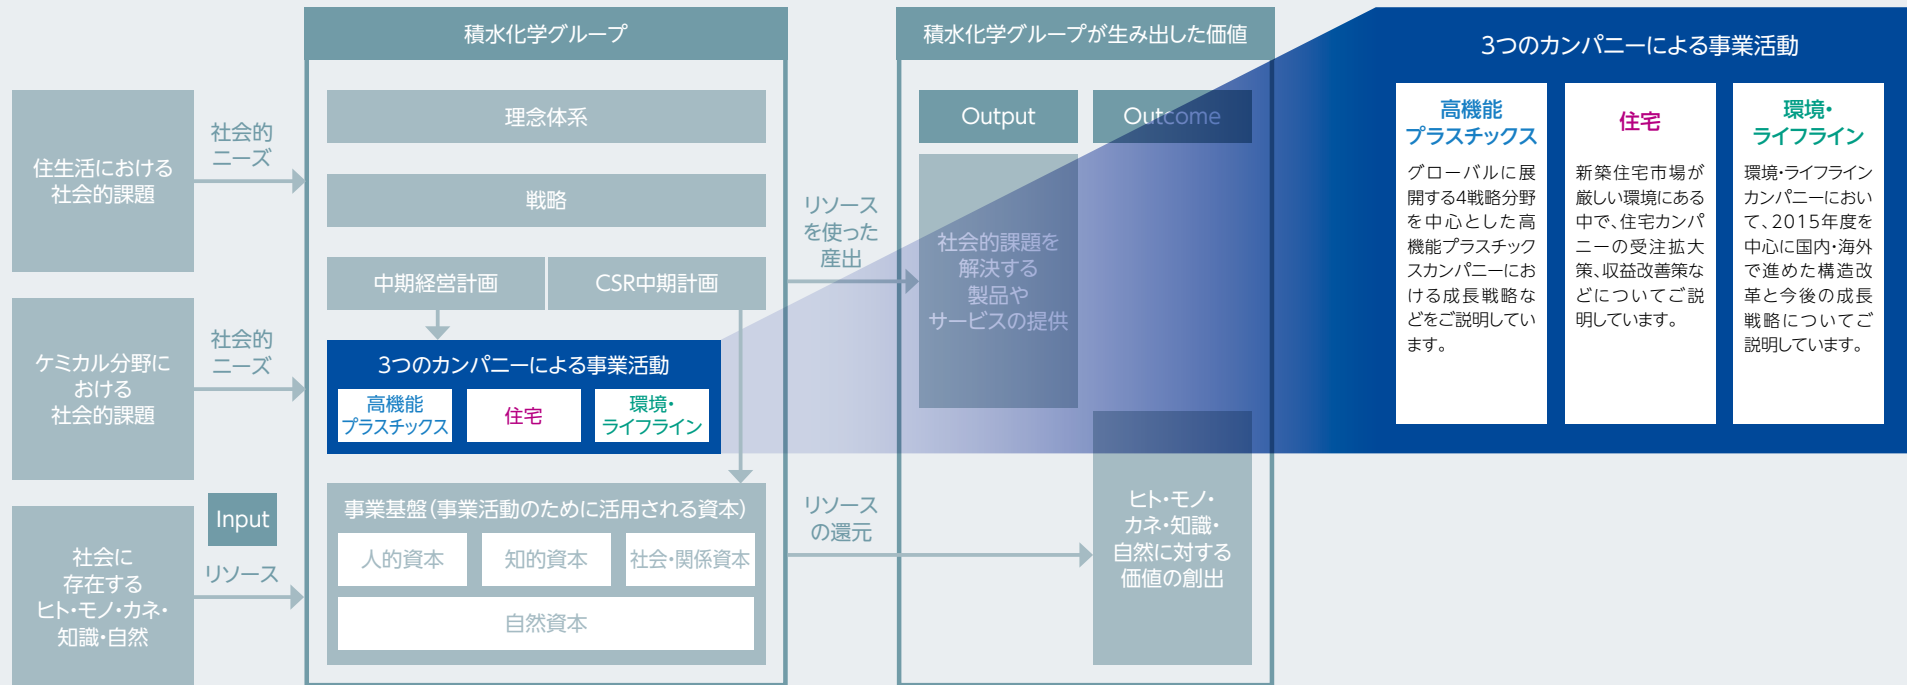 住生活における
社会的課題
社会的
ニーズ
ケミカル分野に
おける
社会的課題
社会的
ニーズ
Input
社会に
存在する
ヒト・モノ・カネ・
知識・自然
リソース
積水化学グループ
理念体系
戦略
中期経営計画
CSR中期計画
3つのカンパニーによる事業活動
高機能
プラスチックス
住宅
環境・
ライフライン
事業基盤(事業活動のために活用される資本)
人的資本
知的資本
社会・関係資本
自然資本
リソース
を使った
産出
リソース
の還元
積水化学グループが生み出した価値
Output
Outcome
社会的課題を
解決する
製品や
サービスの提供
ヒト・モノ・
カネ・知識・
自然に対する
価値の創出
3つのカンパニーによる事業活動
高機能
プラスチックス
グローバルに展
開する4戦略分野
を中心とした高
機能プラスチック
スカンパニーにお
ける成長戦略な
どをご説明してい
ます。
住宅
新築住宅市場が
厳しい環境にある
中で、住宅カンパ
ニーの受注拡大
策、収益改善策な
どについてご説
明しています。
環境・
ライフライン
環境・ライフライン
カンパニーにおい
て、2015年度を
中心に国内・海外
で進めた構造改
革と今後の成長
戦略についてご
説明しています。